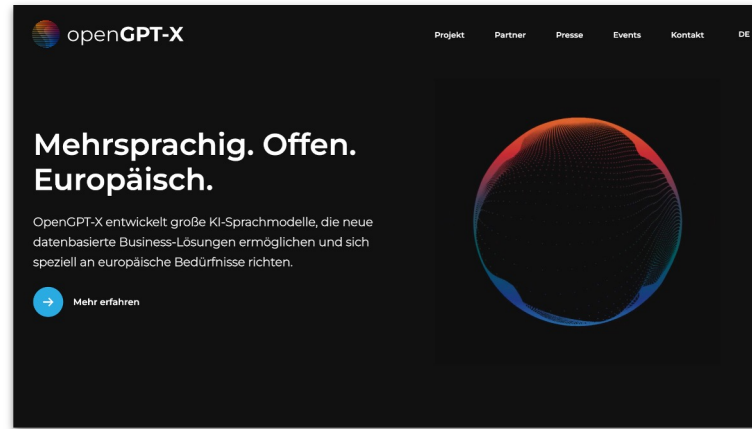 openGPT-X
Projekt Partner Presse Events Kontakt DE
Mehrsprachig. Offen.
Europäisch.
OpenGPT-X entwickelt große KI-Sprachmodelle, die neue
datenbasierte Business-Lösungen ermöglichen und sich
speziell an europäische Bedürfnisse richten.
Mehr erfahren